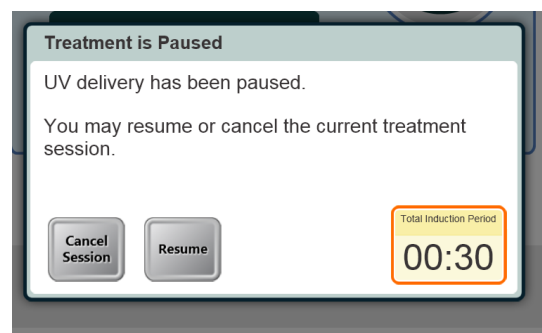 Treatment is Paused
UV delivery has been paused.
You may resume or cancel the current treatment
session.
Cancel
Session
Resume
Total Induction Period
00:30